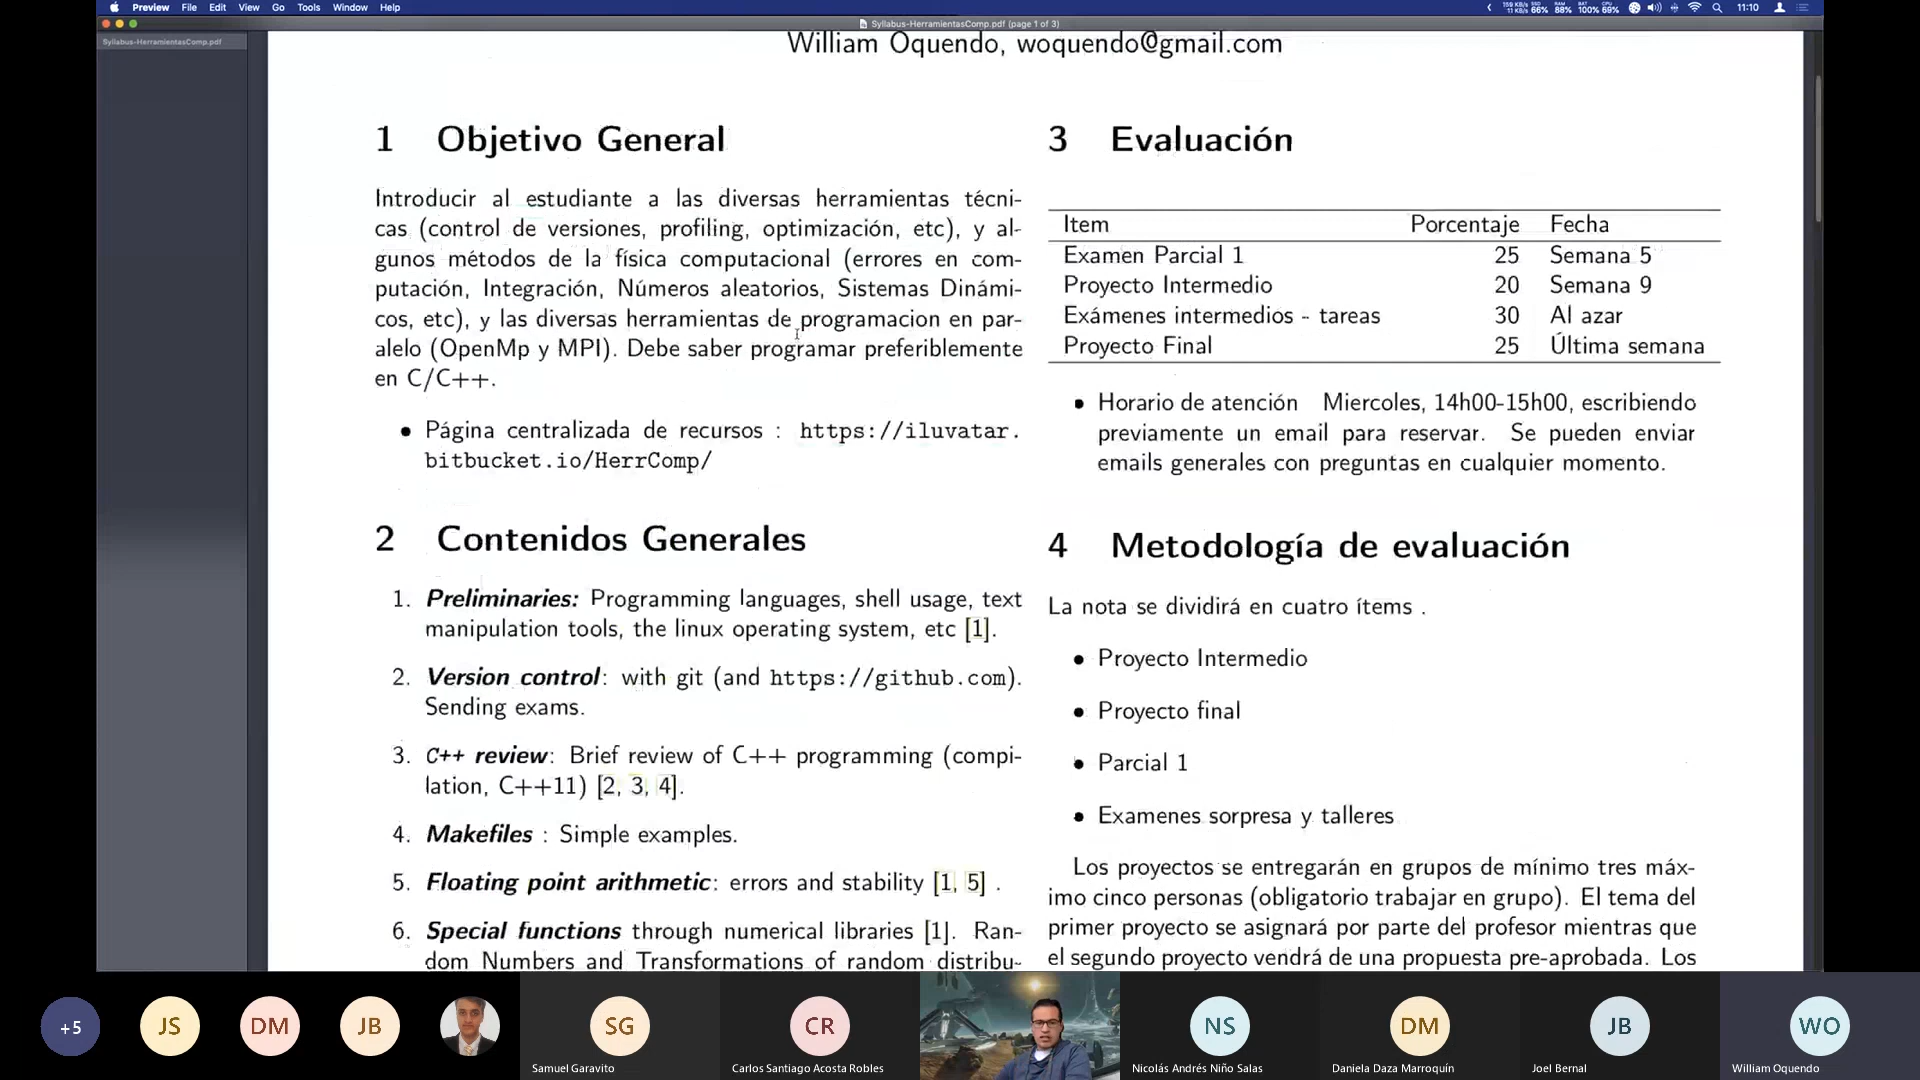 Preview File Edit View Go Tools Window Help
66% 88% 100% 69% 11:10
Syllabus-HerramientasComp.pdf (page 1 of 3)
Syllabus-HerramientasComp.pdf
William Oquendo, woquendo@gmail.com
1 Objetivo General
Introducir al estudiante a las diversas herramientas técni-
cas (control de versiones, profiling, optimización, etc), y al-
gunos métodos de la física computacional (errores en com-
putación, Integración, Números aleatorios, Sistemas Dinámi-
cos, etc), y las diversas herramientas de programacion en par-
alelo (OpenMp y MPI). Debe saber programar preferiblemente
en C/C++.
• Página centralizada de recursos : https://iluvatar.
bitbucket.io/HerrComp/
2 Contenidos Generales
1. Preliminaries: Programming languages, shell usage, text
manipulation tools, the linux operating system, etc [1].
2. Version control: with git (and https://github.com).
Sending exams.
3. C++ review: Brief review of C++ programming (compi-
lation, C++11) [2, 3, 4].
4. Makefiles : Simple examples.
5. Floating point arithmetic: errors and stability [1, 5] .
6. Special functions through numerical libraries [1]. Ran-
dom Numbers and Transformations of random distribu-
3 Evaluación
Item Porcentaje Fecha
Examen Parcial 1 25 Semana 5
Proyecto Intermedio 20 Semana 9
Exámenes intermedios - tareas 30 Al azar
Proyecto Final 25 Última semana
• Horario de atención Miercoles, 14h00-15h00, escribiendo
previamente un email para reservar. Se pueden enviar
emails generales con preguntas en cualquier momento.
4 Metodología de evaluación
La nota se dividirá en cuatro ítems .
• Proyecto Intermedio
• Proyecto final
• Parcial 1
• Examenes sorpresa y talleres
Los proyectos se entregarán en grupos de mínimo tres máx-
imo cinco personas (obligatorio trabajar en grupo). El tema del
primer proyecto se asignará por parte del profesor mientras que
el segundo proyecto vendrá de una propuesta pre-aprobada. Los
+5 JS DM JB SG CR NS DM JB WO
Samuel Garavito Carlos Santiago Acosta Robles Nicolás Andrés Niño Salas Daniela Daza Marroquín Joel Bernal William Oquendo